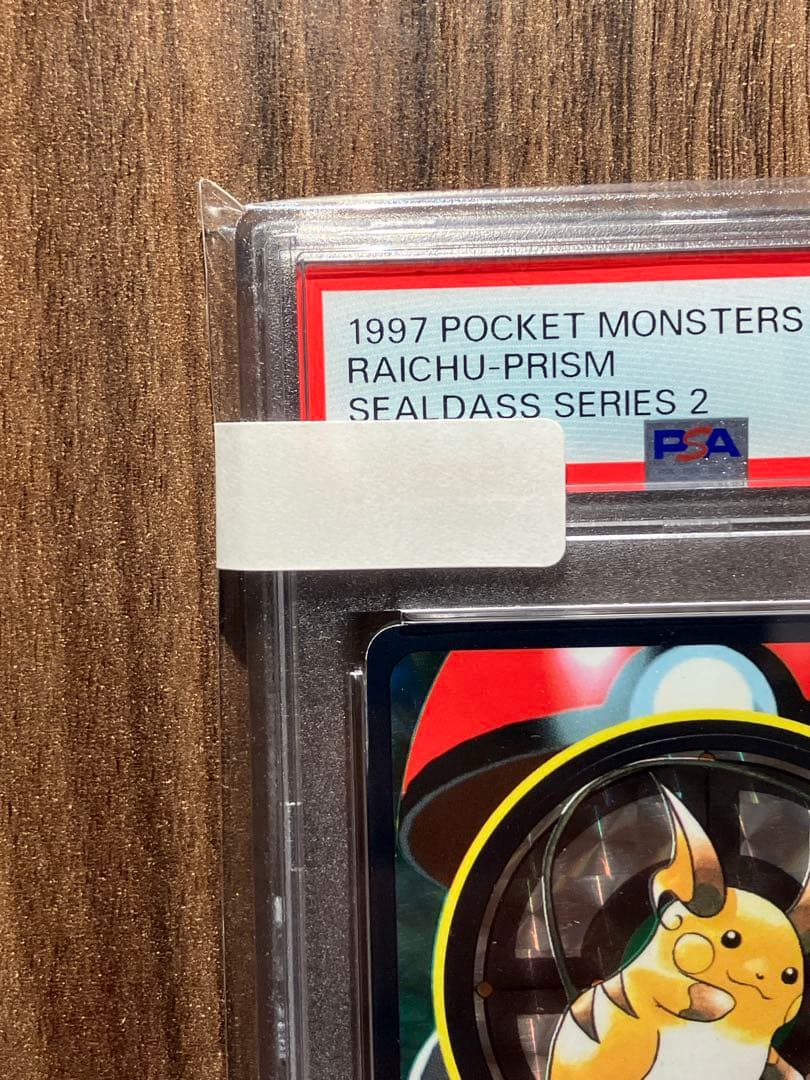 1997 POCKET MONSTERS
RAICHU-PRISM
SEALDASS SERIES 2
PSA